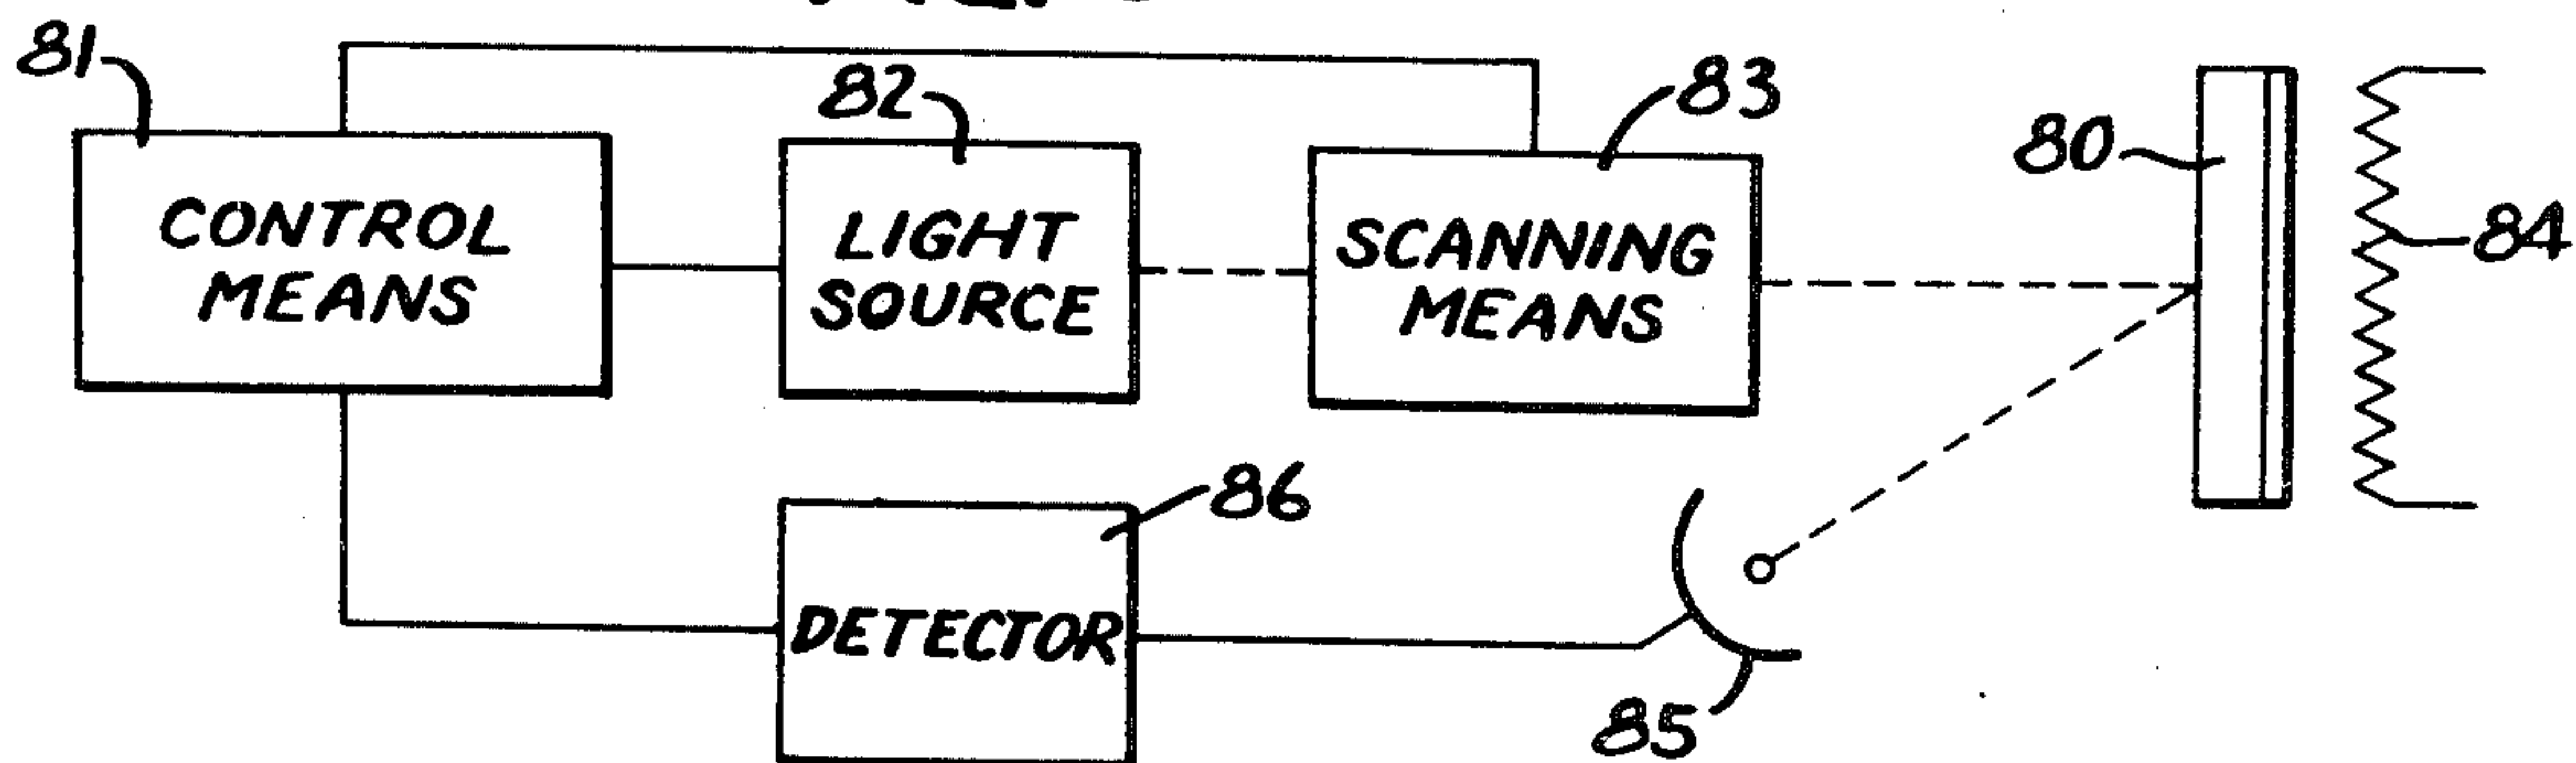 81
82
83
80
84
CONTROL
MEANS
LIGHT
SOURCE
SCANNING
MEANS
86
DETECTOR
85